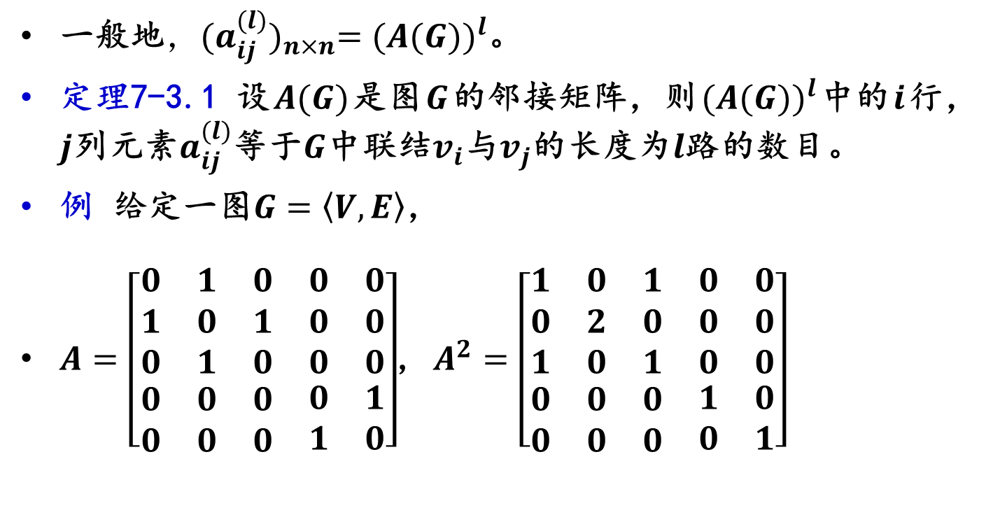 • 一般地，$(a_{ij}^{(l)})_{n×n}=(A(G))^l$。
• 定理7-3.1 设$A(G)$是图$G$的邻接矩阵，则$(A(G))^l$中的$i$行，
$j$列元素$a_{ij}^{(l)}$等于$G$中联结$v_i$与$v_j$的长度为$l$路的数目。
• 例 给定一图$G=⟨V,E⟩$，
• $A=\begin{bmatrix}0&1&0&0&0\\1&0&1&0&0\\0&1&0&0&0\\0&0&0&0&1\\0&0&0&1&0\end{bmatrix}$，$A^2=\begin{bmatrix}1&0&1&0&0\\0&2&0&0&0\\1&0&1&0&0\\0&0&0&1&0\\0&0&0&0&1\end{bmatrix}$